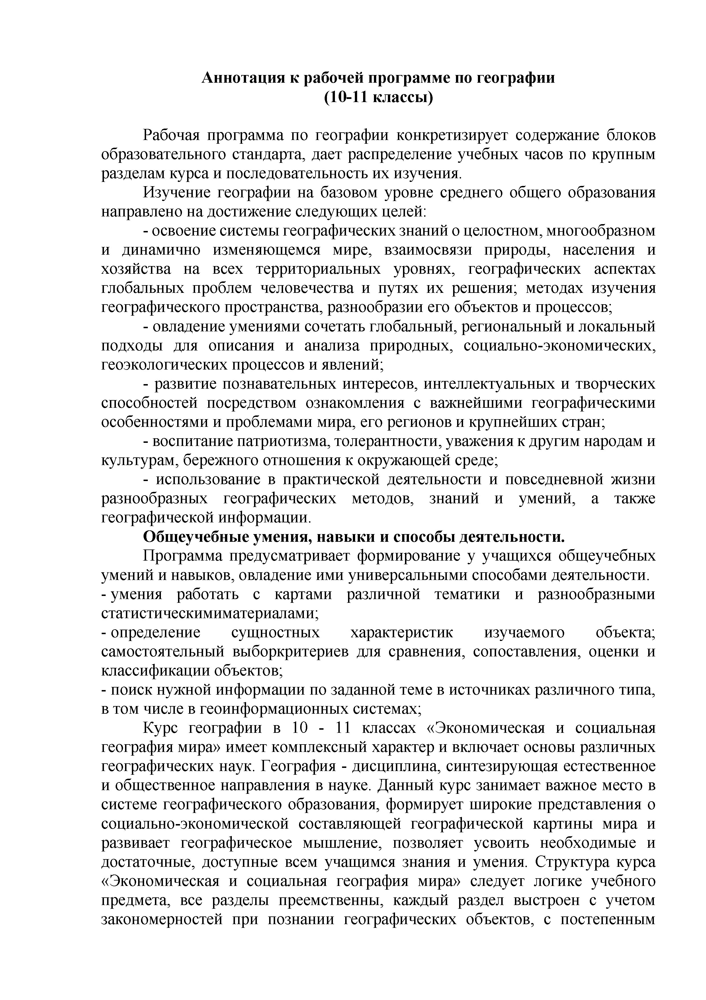 Аннотация к рабочей программе по географии
(10-11 классы)
Рабочая программа по географии конкретизирует содержание блоков
образовательного стандарта, дает распределение учебных часов по крупным
разделам курса и последовательность их изучения.
Изучение географии на базовом уровне среднего общего образования
направлено на достижение следующих целей:
- освоение системы географических знаний о целостном, многообразном
и динамично изменяющемся мире, взаимосвязи природы, населения и
хозяйства на всех территориальных уровнях, географических аспектах
глобальных проблем человечества и путях их решения; методах изучения
географического пространства, разнообразии его объектов и процессов;
- овладение умениями сочетать глобальный, региональный и локальный
подходы для описания и анализа природных, социально-экономических,
геоэкологических процессов и явлений;
- развитие познавательных интересов, интеллектуальных и творческих
способностей посредством ознакомления с важнейшими географическими
особенностями и проблемами мира, его регионов и крупнейших стран;
- воспитание патриотизма, толерантности, уважения к другим народам и
культурам, бережного отношения к окружающей среде;
- использование в практической деятельности и повседневной жизни
разнообразных географических методов, знаний и умений, а также
географической информации.
Общеучебные умения, навыки и способы деятельности.
Программа предусматривает формирование у учащихся общеучебных
умений и навыков, овладение ими универсальными способами деятельности.
- умения работать с картами различной тематики и разнообразными
статистическимиматериалами;
- определение сущностных характеристик изучаемого объекта;
самостоятельный выборкритериев для сравнения, сопоставления, оценки и
классификации объектов;
- поиск нужной информации по заданной теме в источниках различного типа,
в том числе в геоинформационных системах;
Курс географии в 10 - 11 классах «Экономическая и социальная
география мира» имеет комплексный характер и включает основы различных
географических наук. География - дисциплина, синтезирующая естественное
и общественное направления в науке. Данный курс занимает важное место в
системе географического образования, формирует широкие представления о
социально-экономической составляющей географической картины мира и
развивает географическое мышление, позволяет усвоить необходимые и
достаточные, доступные всем учащимся знания и умения. Структура курса
«Экономическая и социальная география мира» следует логике учебного
предмета, все разделы преемственны, каждый раздел выстроен с учетом
закономерностей при познании географических объектов, с постепенным